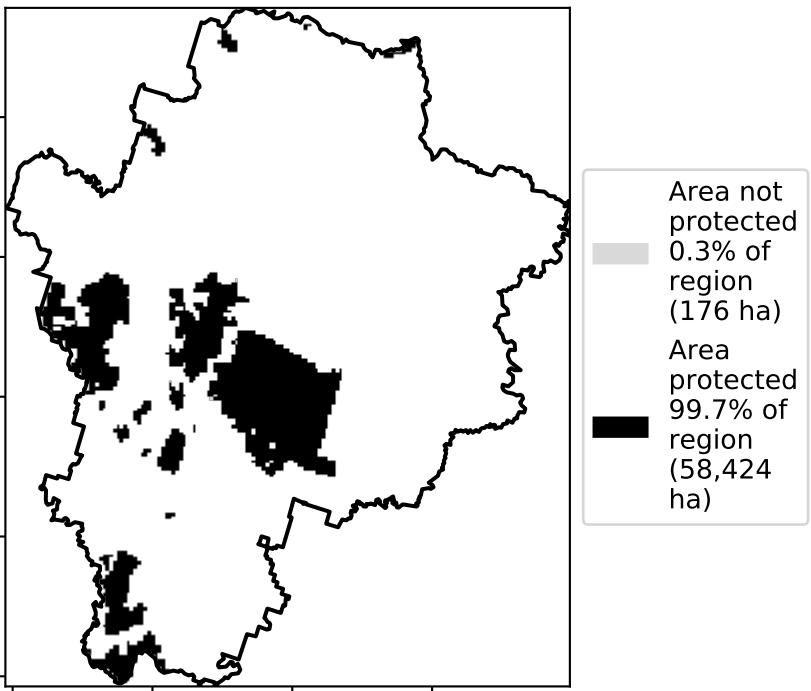 Area not
protected
0.3% of
region
(176 ha)
Area
protected
99.7% of
region
(58,424
ha)